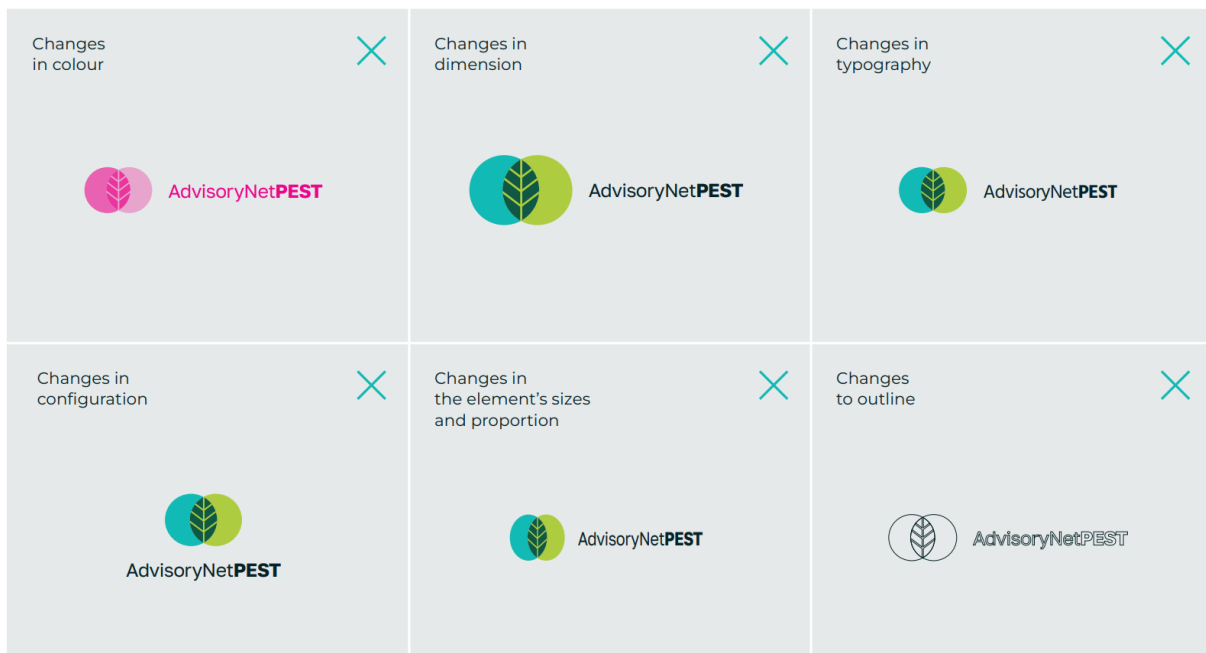 Changes
in colour
AdvisoryNetPEST
Changes in
dimension
AdvisoryNetPEST
Changes in
typography
AdvisoryNetPEST
Changes in
configuration
AdvisoryNetPEST
Changes in
the element’s sizes
and proportion
AdvisoryNetPEST
Changes
to outline
AdvisoryNetPEST